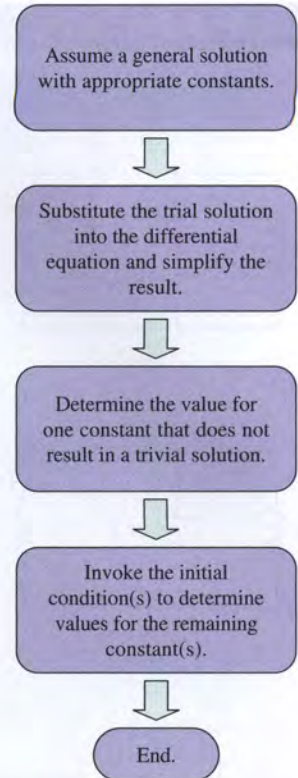 Assume a general solution
with appropriate constants.
Substitute the trial solution
into the differential
equation and simplify the
result.
Determine the value for
one constant that does not
result in a trivial solution.
Invoke the initial
condition(s) to determine
values for the remaining
constant(s).
End.